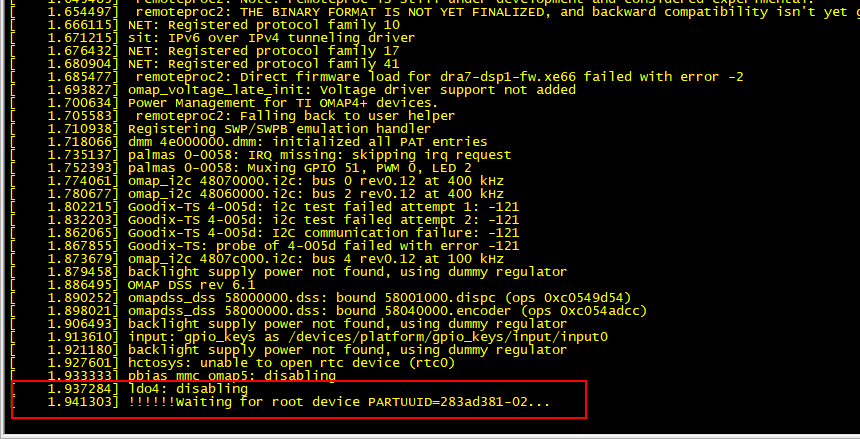 [    1.654497]  remoteproc2: THE BINARY FORMAT IS NOT YET FINALIZED, and backward compatibility isn't yet g
[    1.666115] NET: Registered protocol family 10
[    1.671215] sit: IPv6 over IPv4 tunneling driver
[    1.676432] NET: Registered protocol family 17
[    1.680904] NET: Registered protocol family 41
[    1.685477]  remoteproc2: Direct firmware load for dra7-dsp1-fw.xe66 failed with error -2
[    1.693827] omap_voltage_late_init: Voltage driver support not added
[    1.700634] Power Management for TI OMAP4+ devices.
[    1.705583]  remoteproc2: Falling back to user helper
[    1.710938] Registering SWP/SWPB emulation handler
[    1.718066] dmm 4e000000.dmm: initialized all PAT entries
[    1.735137] palmas 0-0058: IRQ missing: skipping irq request
[    1.752393] palmas 0-0058: Muxing GPIO 51, PWM 0, LED 2
[    1.774061] omap_i2c 48070000.i2c: bus 0 rev0.12 at 400 kHz
[    1.780677] omap_i2c 48060000.i2c: bus 2 rev0.12 at 400 kHz
[    1.802215] Goodix-TS 4-005d: i2c test failed attempt 1: -121
[    1.832203] Goodix-TS 4-005d: i2c test failed attempt 2: -121
[    1.862065] Goodix-TS 4-005d: I2C communication failure: -121
[    1.867855] Goodix-TS: probe of 4-005d failed with error -121
[    1.873679] omap_i2c 4807c000.i2c: bus 4 rev0.12 at 100 kHz
[    1.879458] backlight supply power not found, using dummy regulator
[    1.886495] OMAP DSS rev 6.1
[    1.890252] omapdss_dss 58000000.dss: bound 58001000.dispc (ops 0xc0549d54)
[    1.898021] omapdss_dss 58000000.dss: bound 58040000.encoder (ops 0xc054adcc)
[    1.906493] backlight supply power not found, using dummy regulator
[    1.913610] input: gpio_keys as /devices/platform/gpio_keys/input/input0
[    1.921180] backlight supply power not found, using dummy regulator
[    1.927601] hctosys: unable to open rtc device (rtc0)
[    1.933333] pbias_mmc_omap5: disabling
[    1.937284] ldo4: disabling
[    1.941303] !!!!!!Waiting for root device PARTUUID=283ad381-02...